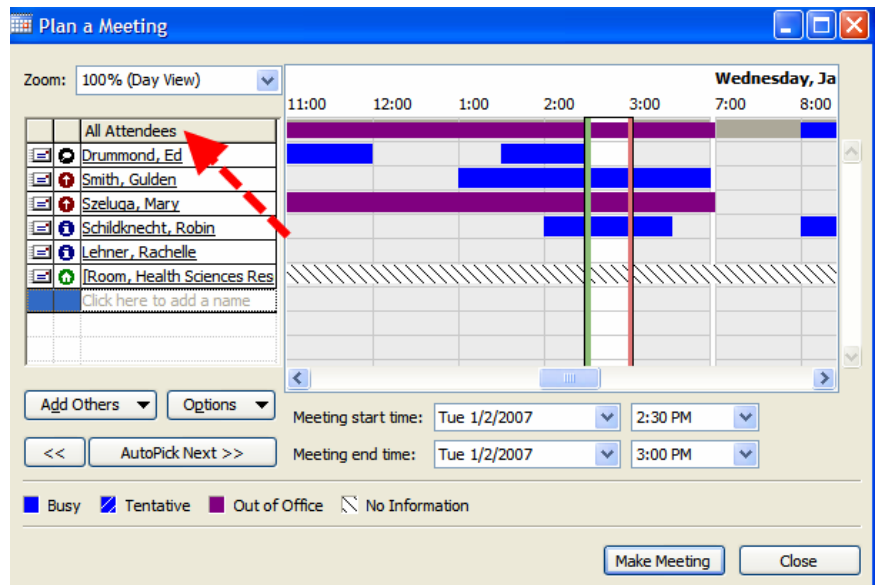 Plan a Meeting
Zoom: 100% (Day View)
Wednesday, Ja
11:00 12:00 1:00 2:00 3:00 7:00 8:00
All Attendees
Drummond, Ed
Smith, Gulden
Szeluga, Mary
Schildknecht, Robin
Lehner, Rachelle
[Room, Health Sciences Res
Click here to add a name
Add Others Options
Meeting start time: Tue 1/2/2007 2:30 PM
<< AutoPick Next >> Meeting end time: Tue 1/2/2007 3:00 PM
Busy Tentative Out of Office No Information
Make Meeting Close